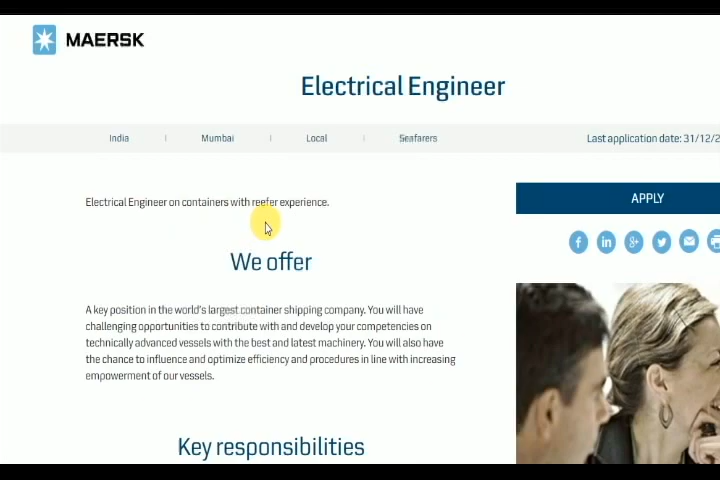 MAERSK
Electrical Engineer
India | Mumbai | Local | Seafarers
Last application date: 31/12/2
Electrical Engineer on containers with reefer experience.
APPLY
We offer
A key position in the world's largest container shipping company. You will have
challenging opportunities to contribute with and develop your competencies on
technically advanced vessels with the best and latest machinery. You will also have
the chance to influence and optimize efficiency and procedures in line with increasing
empowerment of our vessels.
Key responsibilities